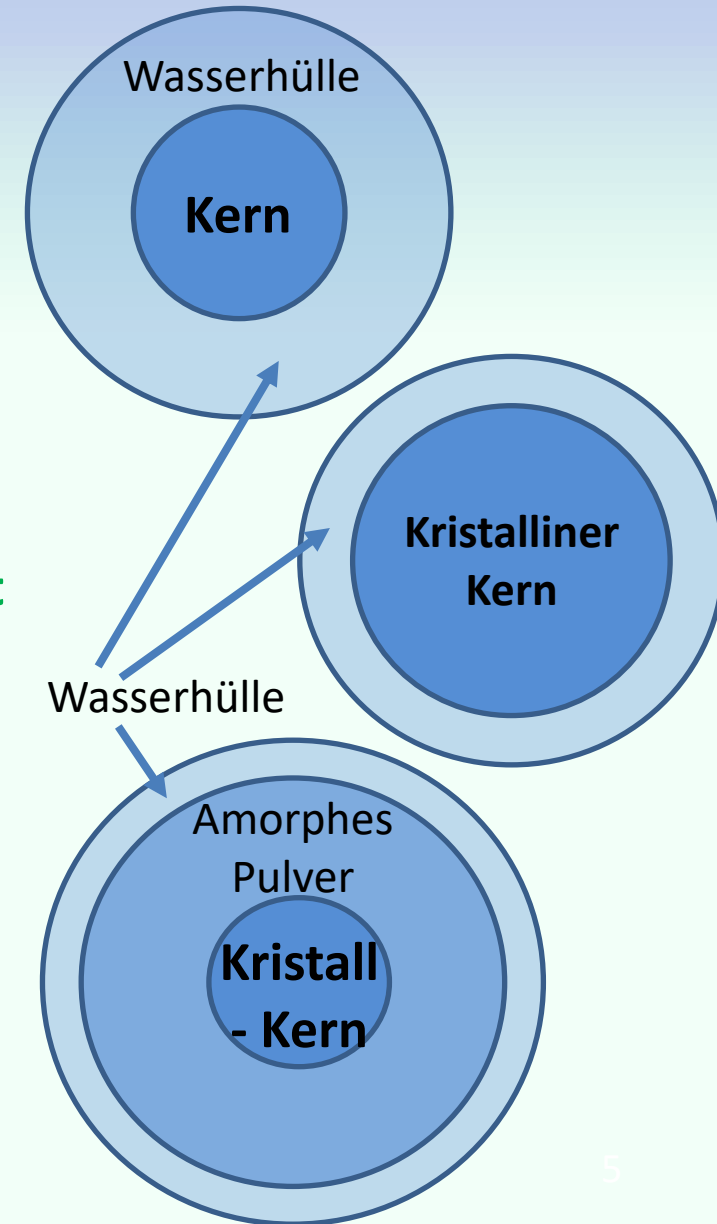 Wasserhülle
Kern
Kristalliner
Kern
t
Wasserhülle
Amorphes
Pulver
Kristall
- Kern
5